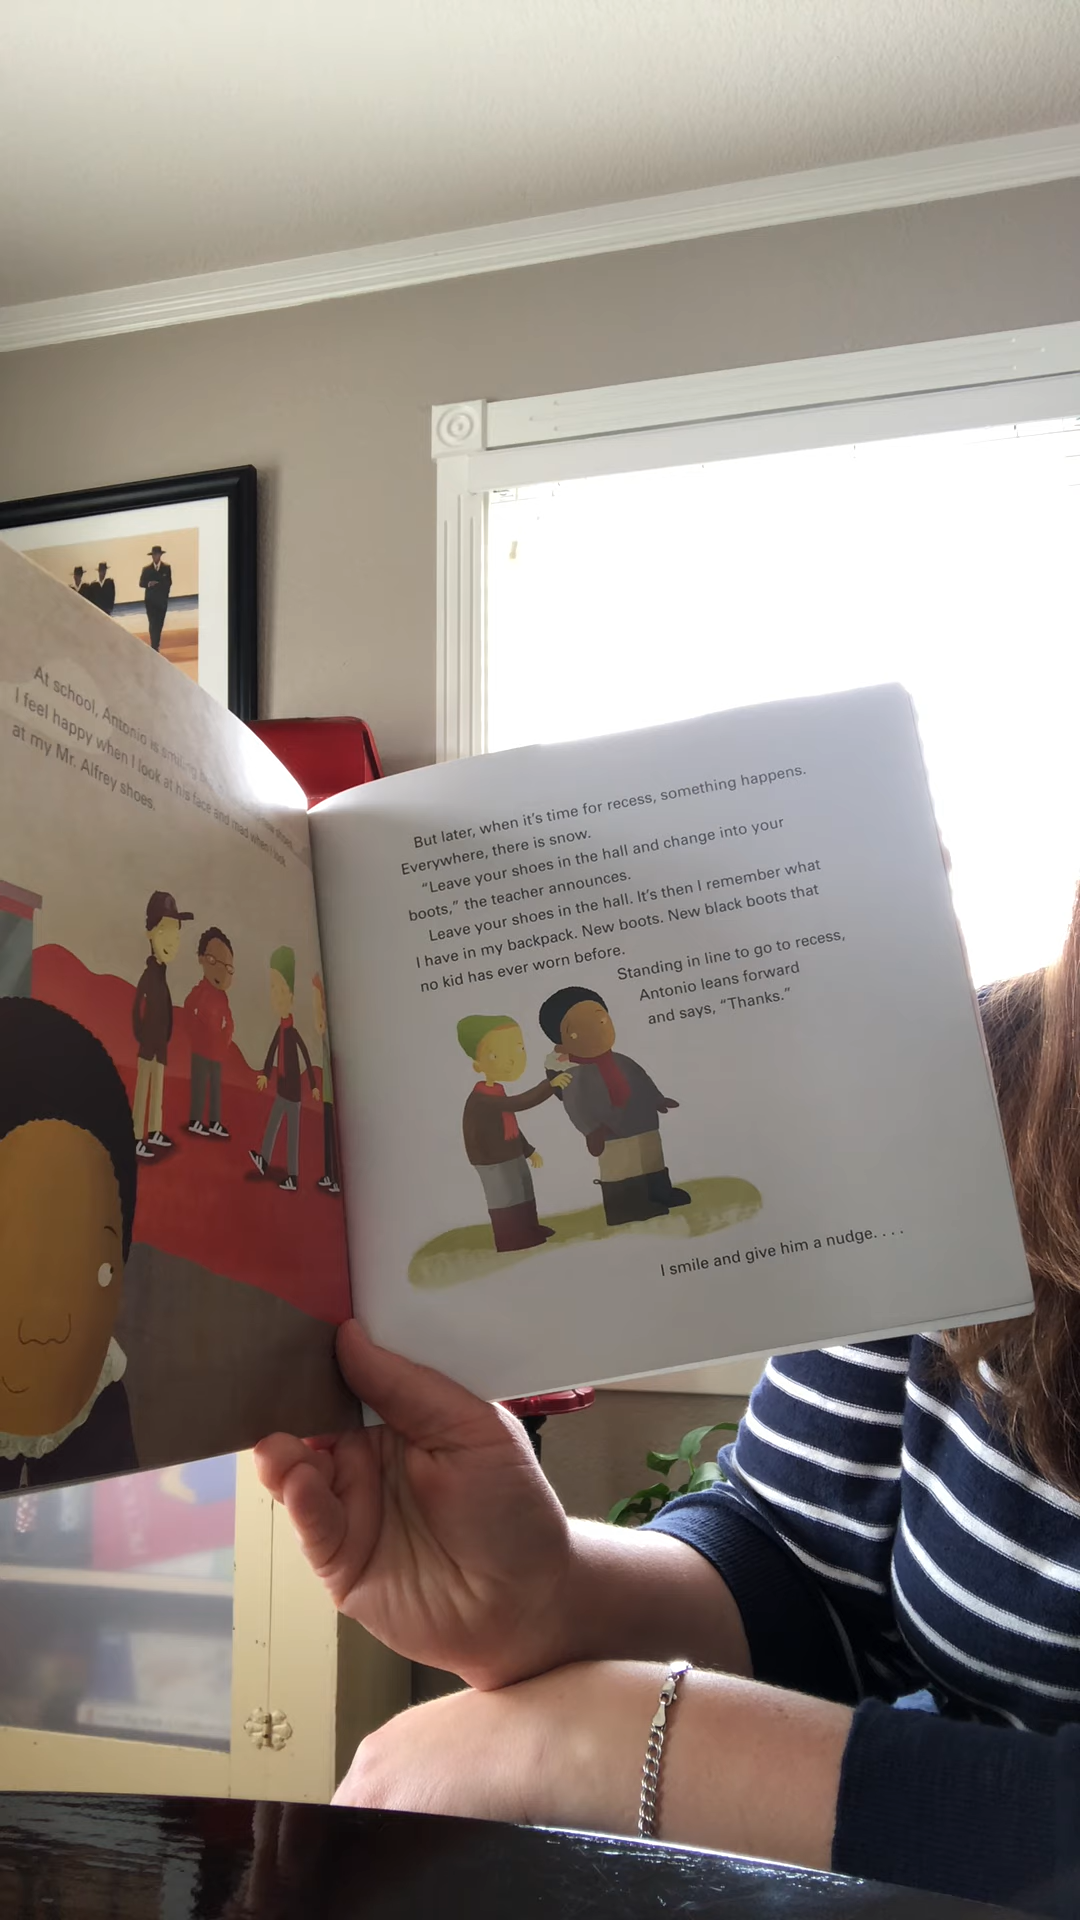 At school, Antonio is smiling
I feel happy when I look at his face and mad when I look
at my Mr. Alfrey shoes.
But later, when it's time for recess, something happens.
Everywhere, there is snow.
"Leave your shoes in the hall and change into your
boots," the teacher announces.
Leave your shoes in the hall. It's then I remember what
I have in my backpack. New boots. New black boots that
no kid has ever worn before.
Standing in line to go to recess,
Antonio leans forward
and says, "Thanks."
I smile and give him a nudge. . . .